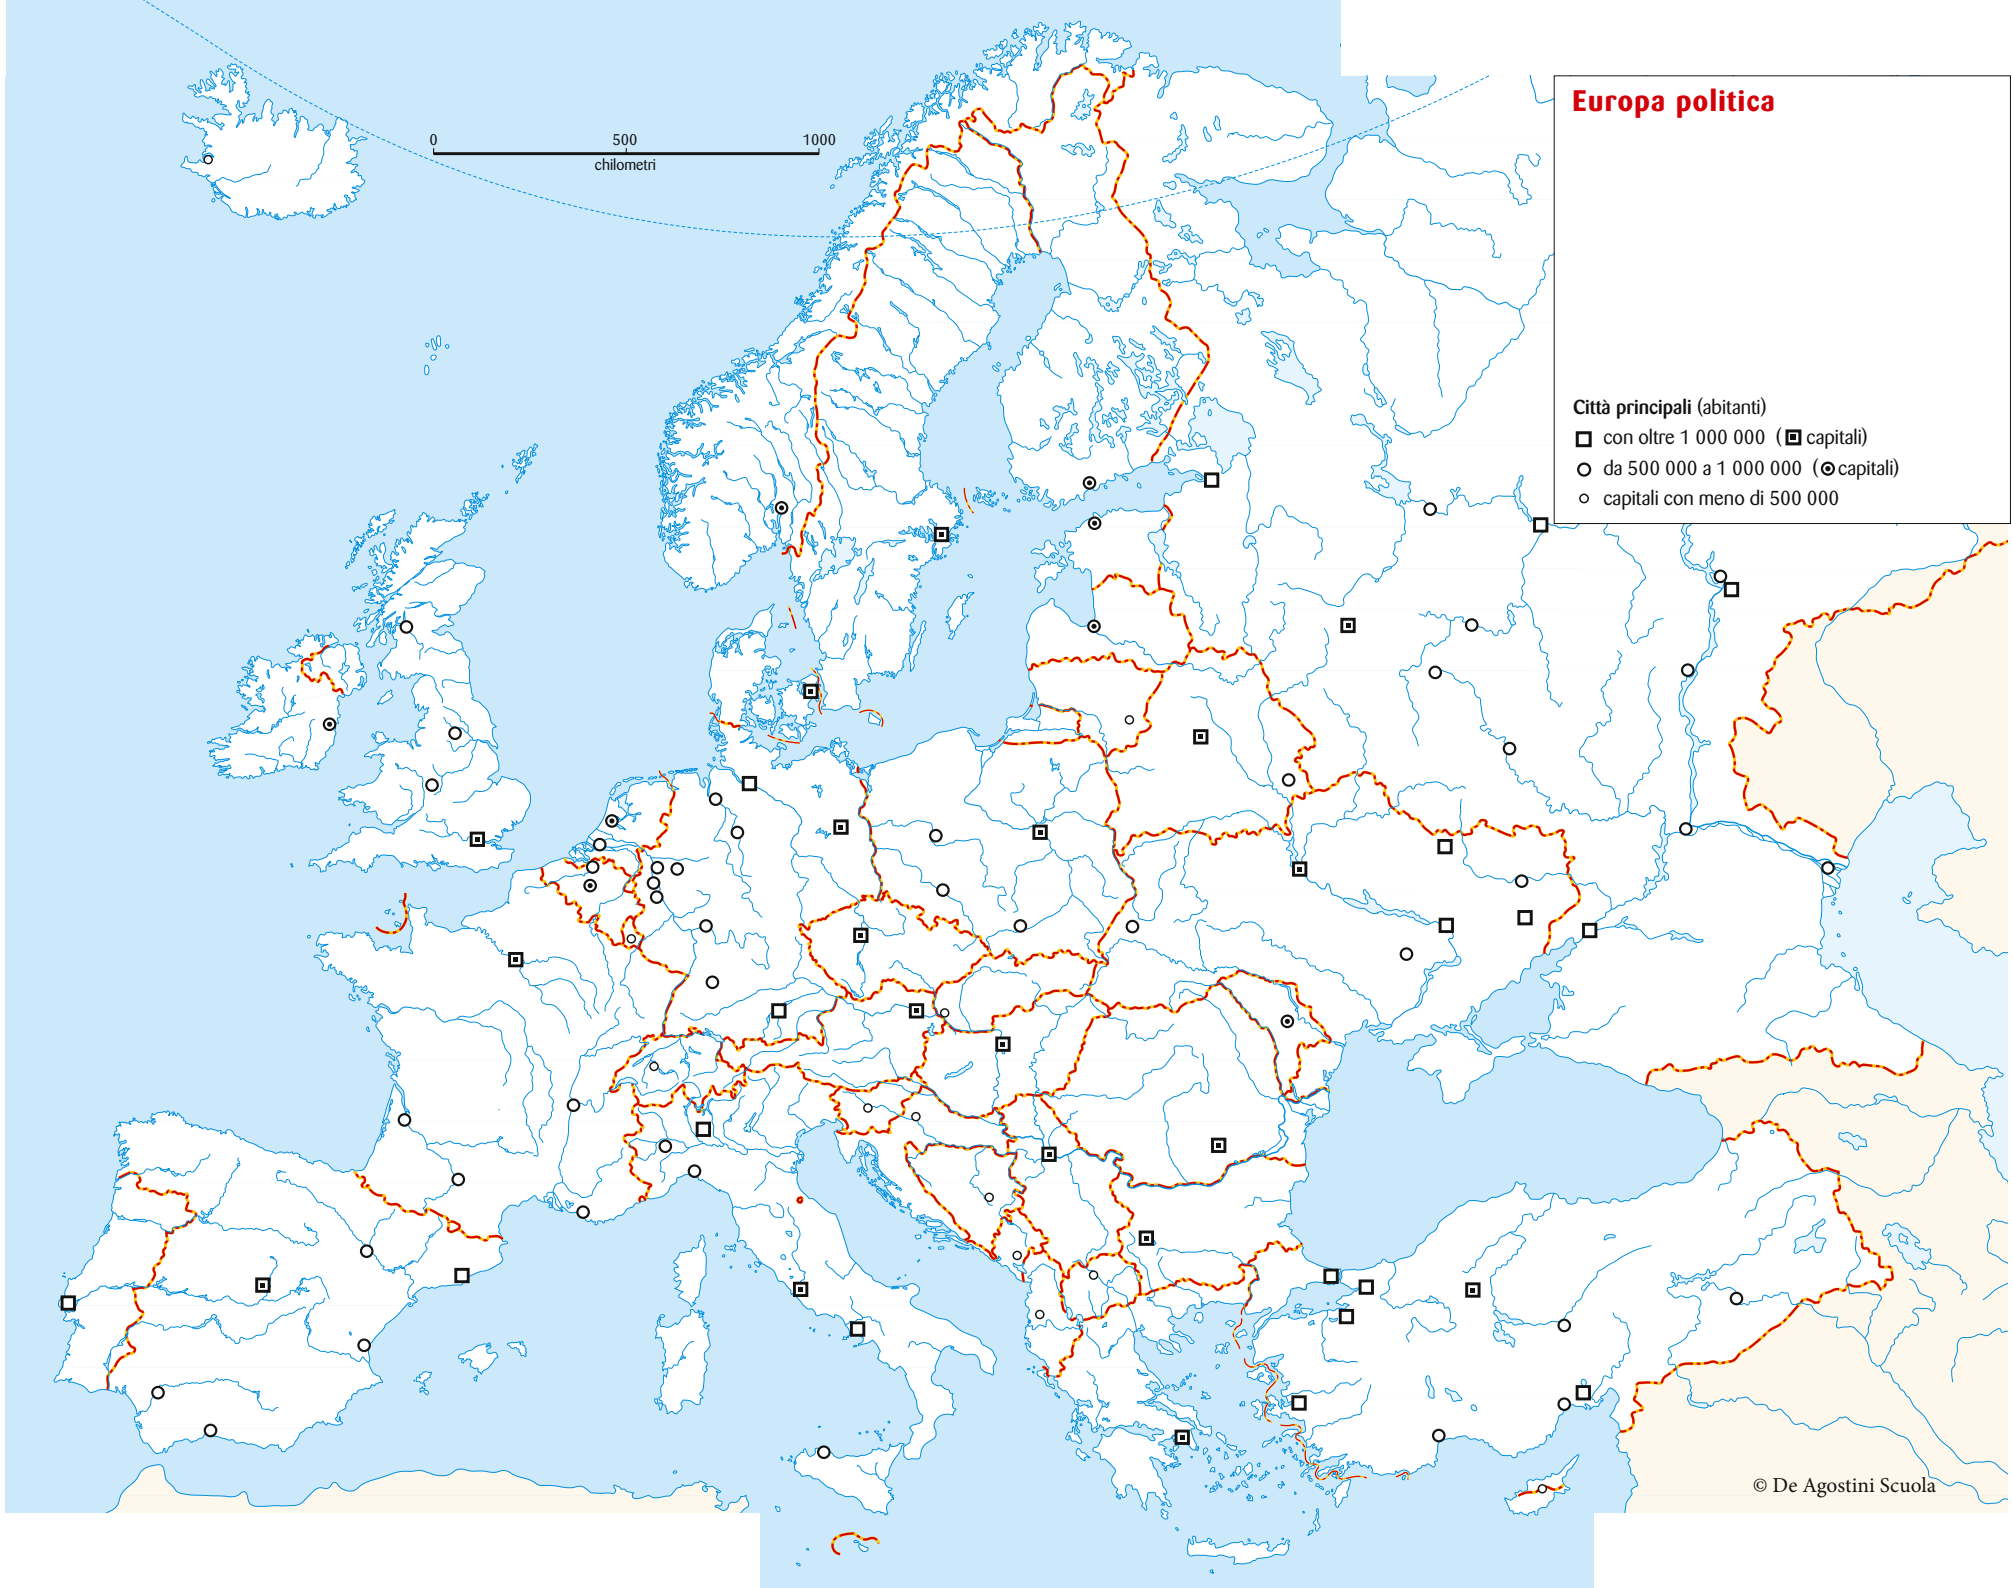 Europa politica
0 500 1000
chilometri
Città principali (abitanti)
con oltre 1 000 000 ( capitali)
da 500 000 a 1 000 000 ( capitali)
capitali con meno di 500 000
© De Agostini Scuola